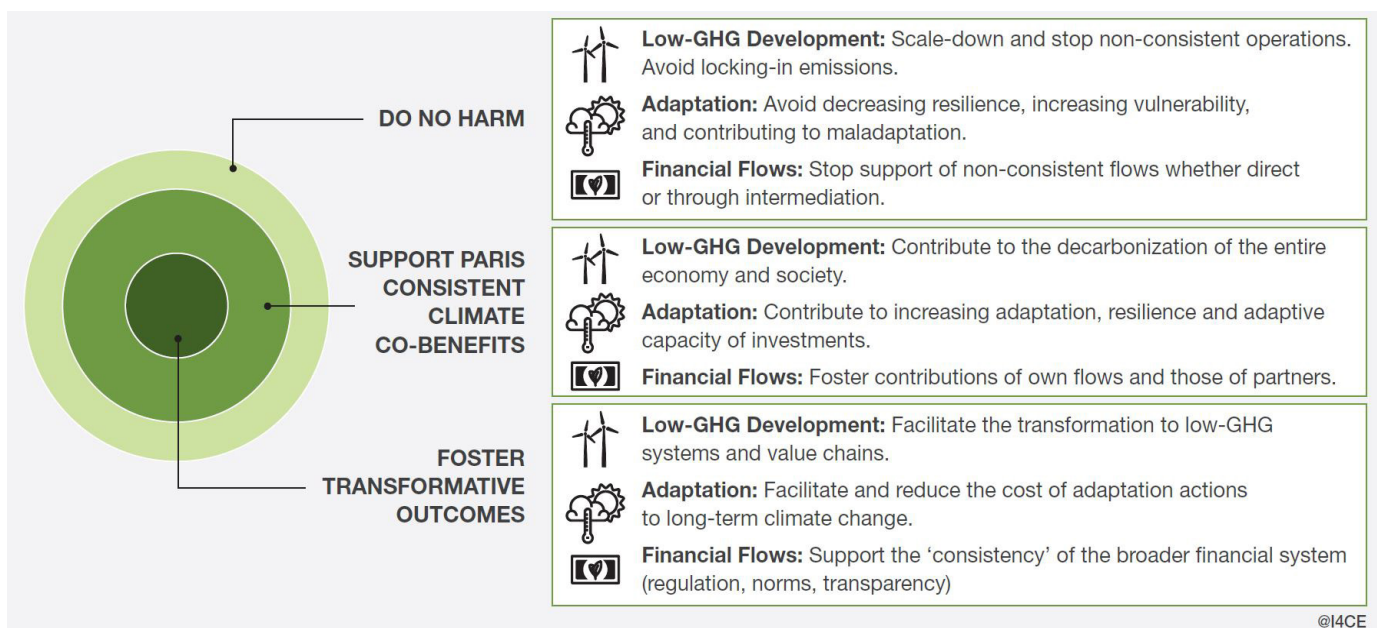 DO NO HARM
Low-GHG Development: Scale-down and stop non-consistent operations.
Avoid locking-in emissions.
Adaptation: Avoid decreasing resilience, increasing vulnerability,
and contributing to maladaptation.
Financial Flows: Stop support of non-consistent flows whether direct
or through intermediation.
SUPPORT PARIS
CONSISTENT
CLIMATE
CO-BENEFITS
Low-GHG Development: Contribute to the decarbonization of the entire
economy and society.
Adaptation: Contribute to increasing adaptation, resilience and adaptive
capacity of investments.
Financial Flows: Foster contributions of own flows and those of partners.
FOSTER
TRANSFORMATIVE
OUTCOMES
Low-GHG Development: Facilitate the transformation to low-GHG
systems and value chains.
Adaptation: Facilitate and reduce the cost of adaptation actions
to long-term climate change.
Financial Flows: Support the ‘consistency’ of the broader financial system
(regulation, norms, transparency)
@I4CE